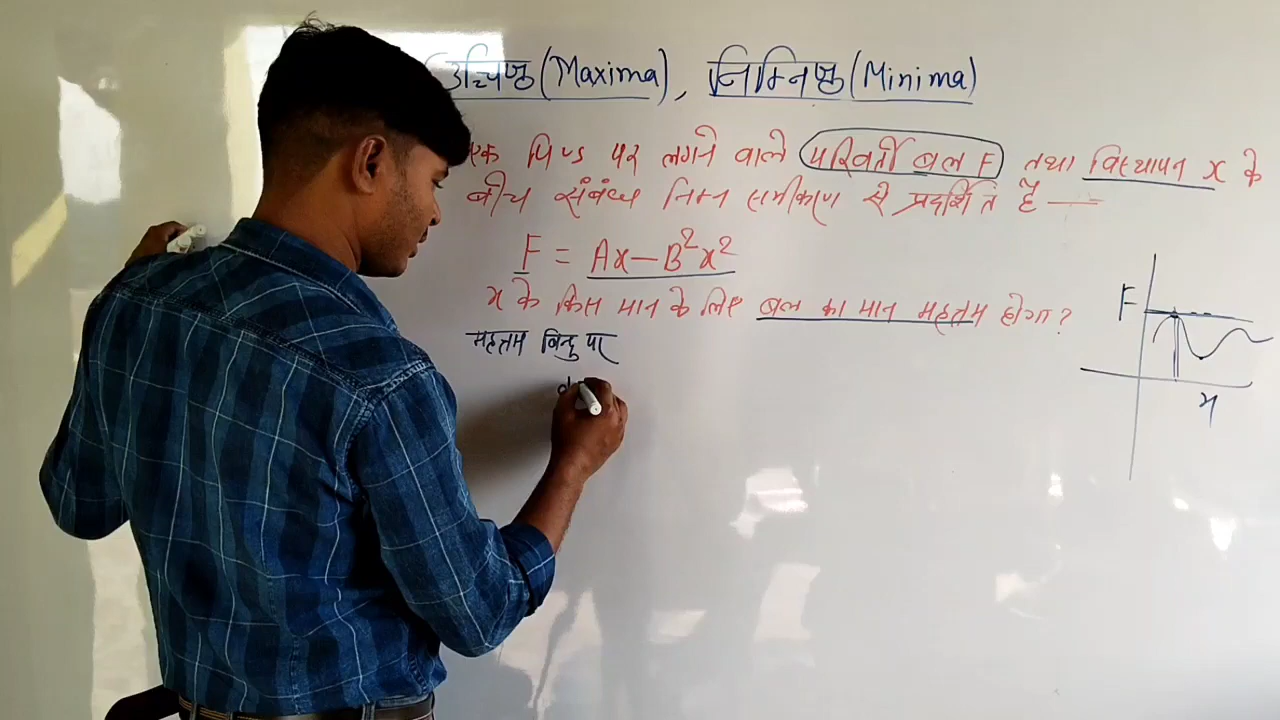 उच्चिष्ठ (Maxima), निम्निष्ठ (Minima)
एक पिण्ड पर लगने वाले परिवर्ती बल F तथा विस्थापन x के
बीच संबंध निम्न समीकरण से प्रदर्शित है —
F = Ax − B²x²
x के किस मान के लिए बल का मान महत्तम होगा?
महत्तम बिन्दु पर
d
F
x